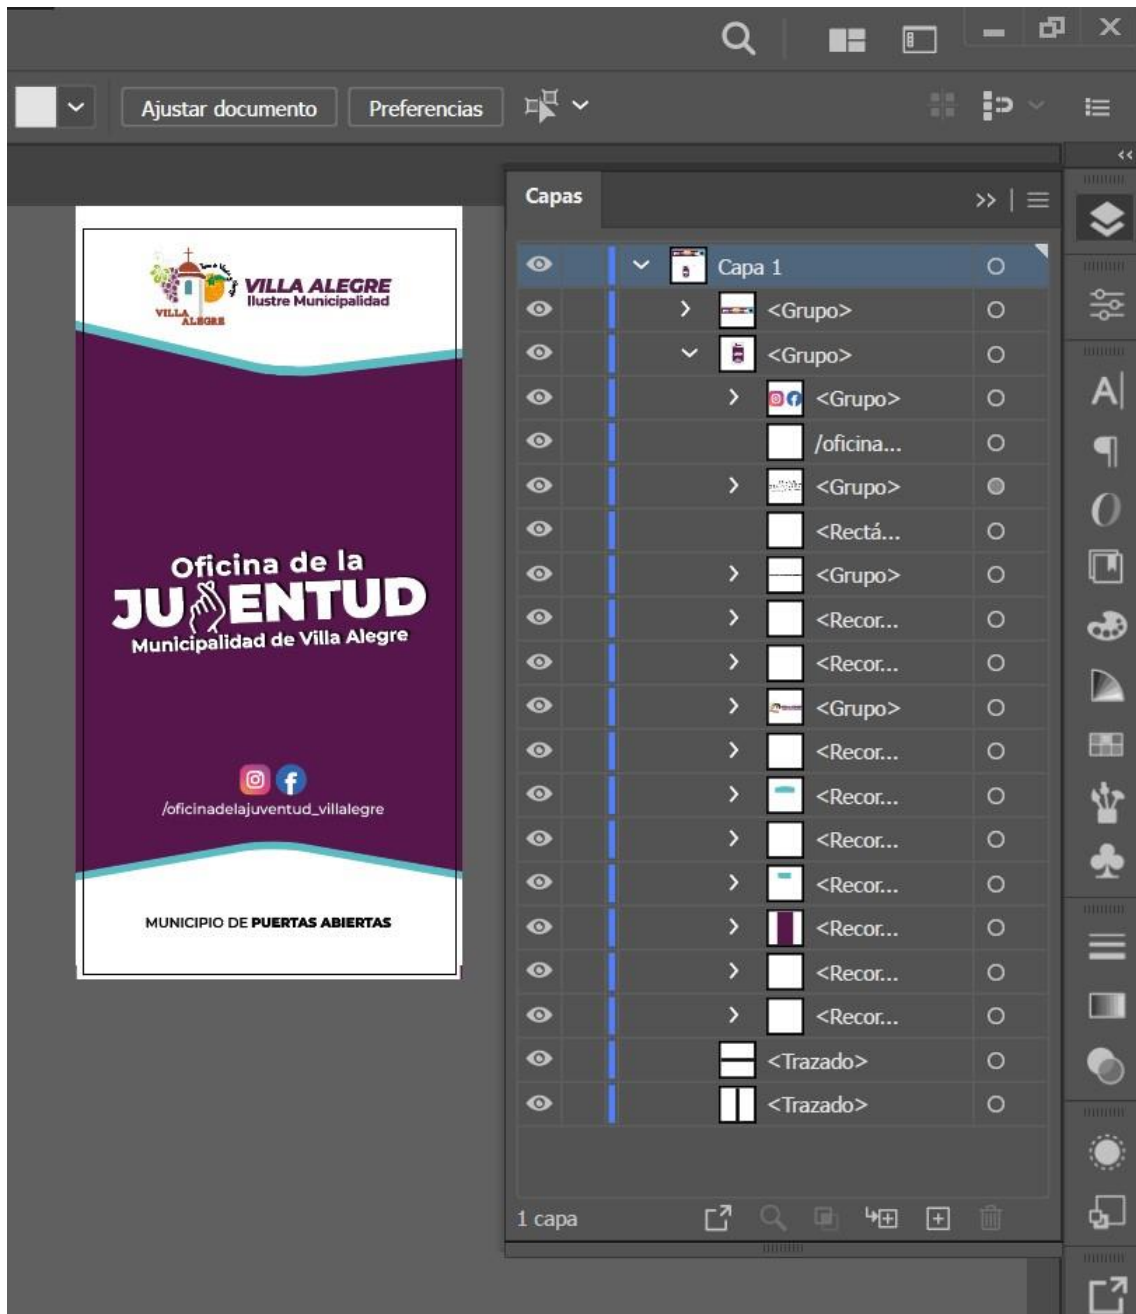 Ajustar documento
Preferencias
Capas
VILLA ALEGRE
VILLA ALEGRE
Ilustre Municipalidad
Oficina de la
JUVENTUD
Municipalidad de Villa Alegre
/oficinadelajuventud_villalegre
MUNICIPIO DE PUERTAS ABIERTAS
Capa 1
<Grupo>
<Grupo>
<Grupo>
/oficina...
<Grupo>
<Rectá...
<Grupo>
<Recor...
<Recor...
<Grupo>
<Recor...
<Recor...
<Recor...
<Recor...
<Recor...
<Recor...
<Recor...
<Trazado>
<Trazado>
1 capa